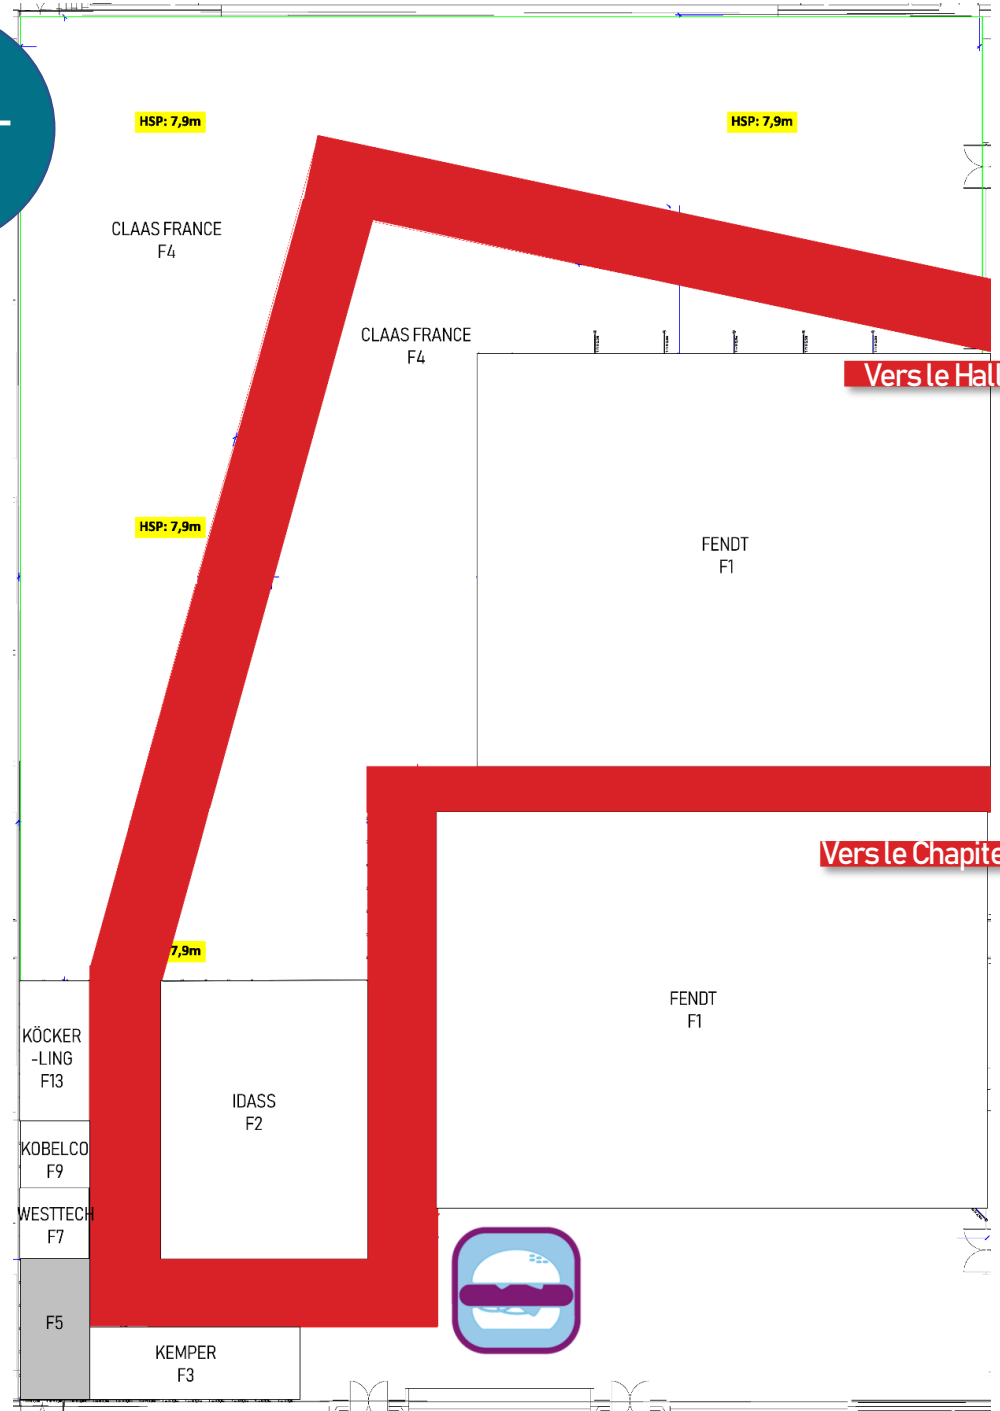 HSP: 7,9m
HSP: 7,9m
CLAAS FRANCE
F4
CLAAS FRANCE
F4
Vers le Hall
HSP: 7,9m
FENDT
F1
Vers le Chapite
7,9m
FENDT
F1
KÖCKER
-LING
F13
IDASS
F2
KOBELCO
F9
WESTTECH
F7
F5
KEMPER
F3